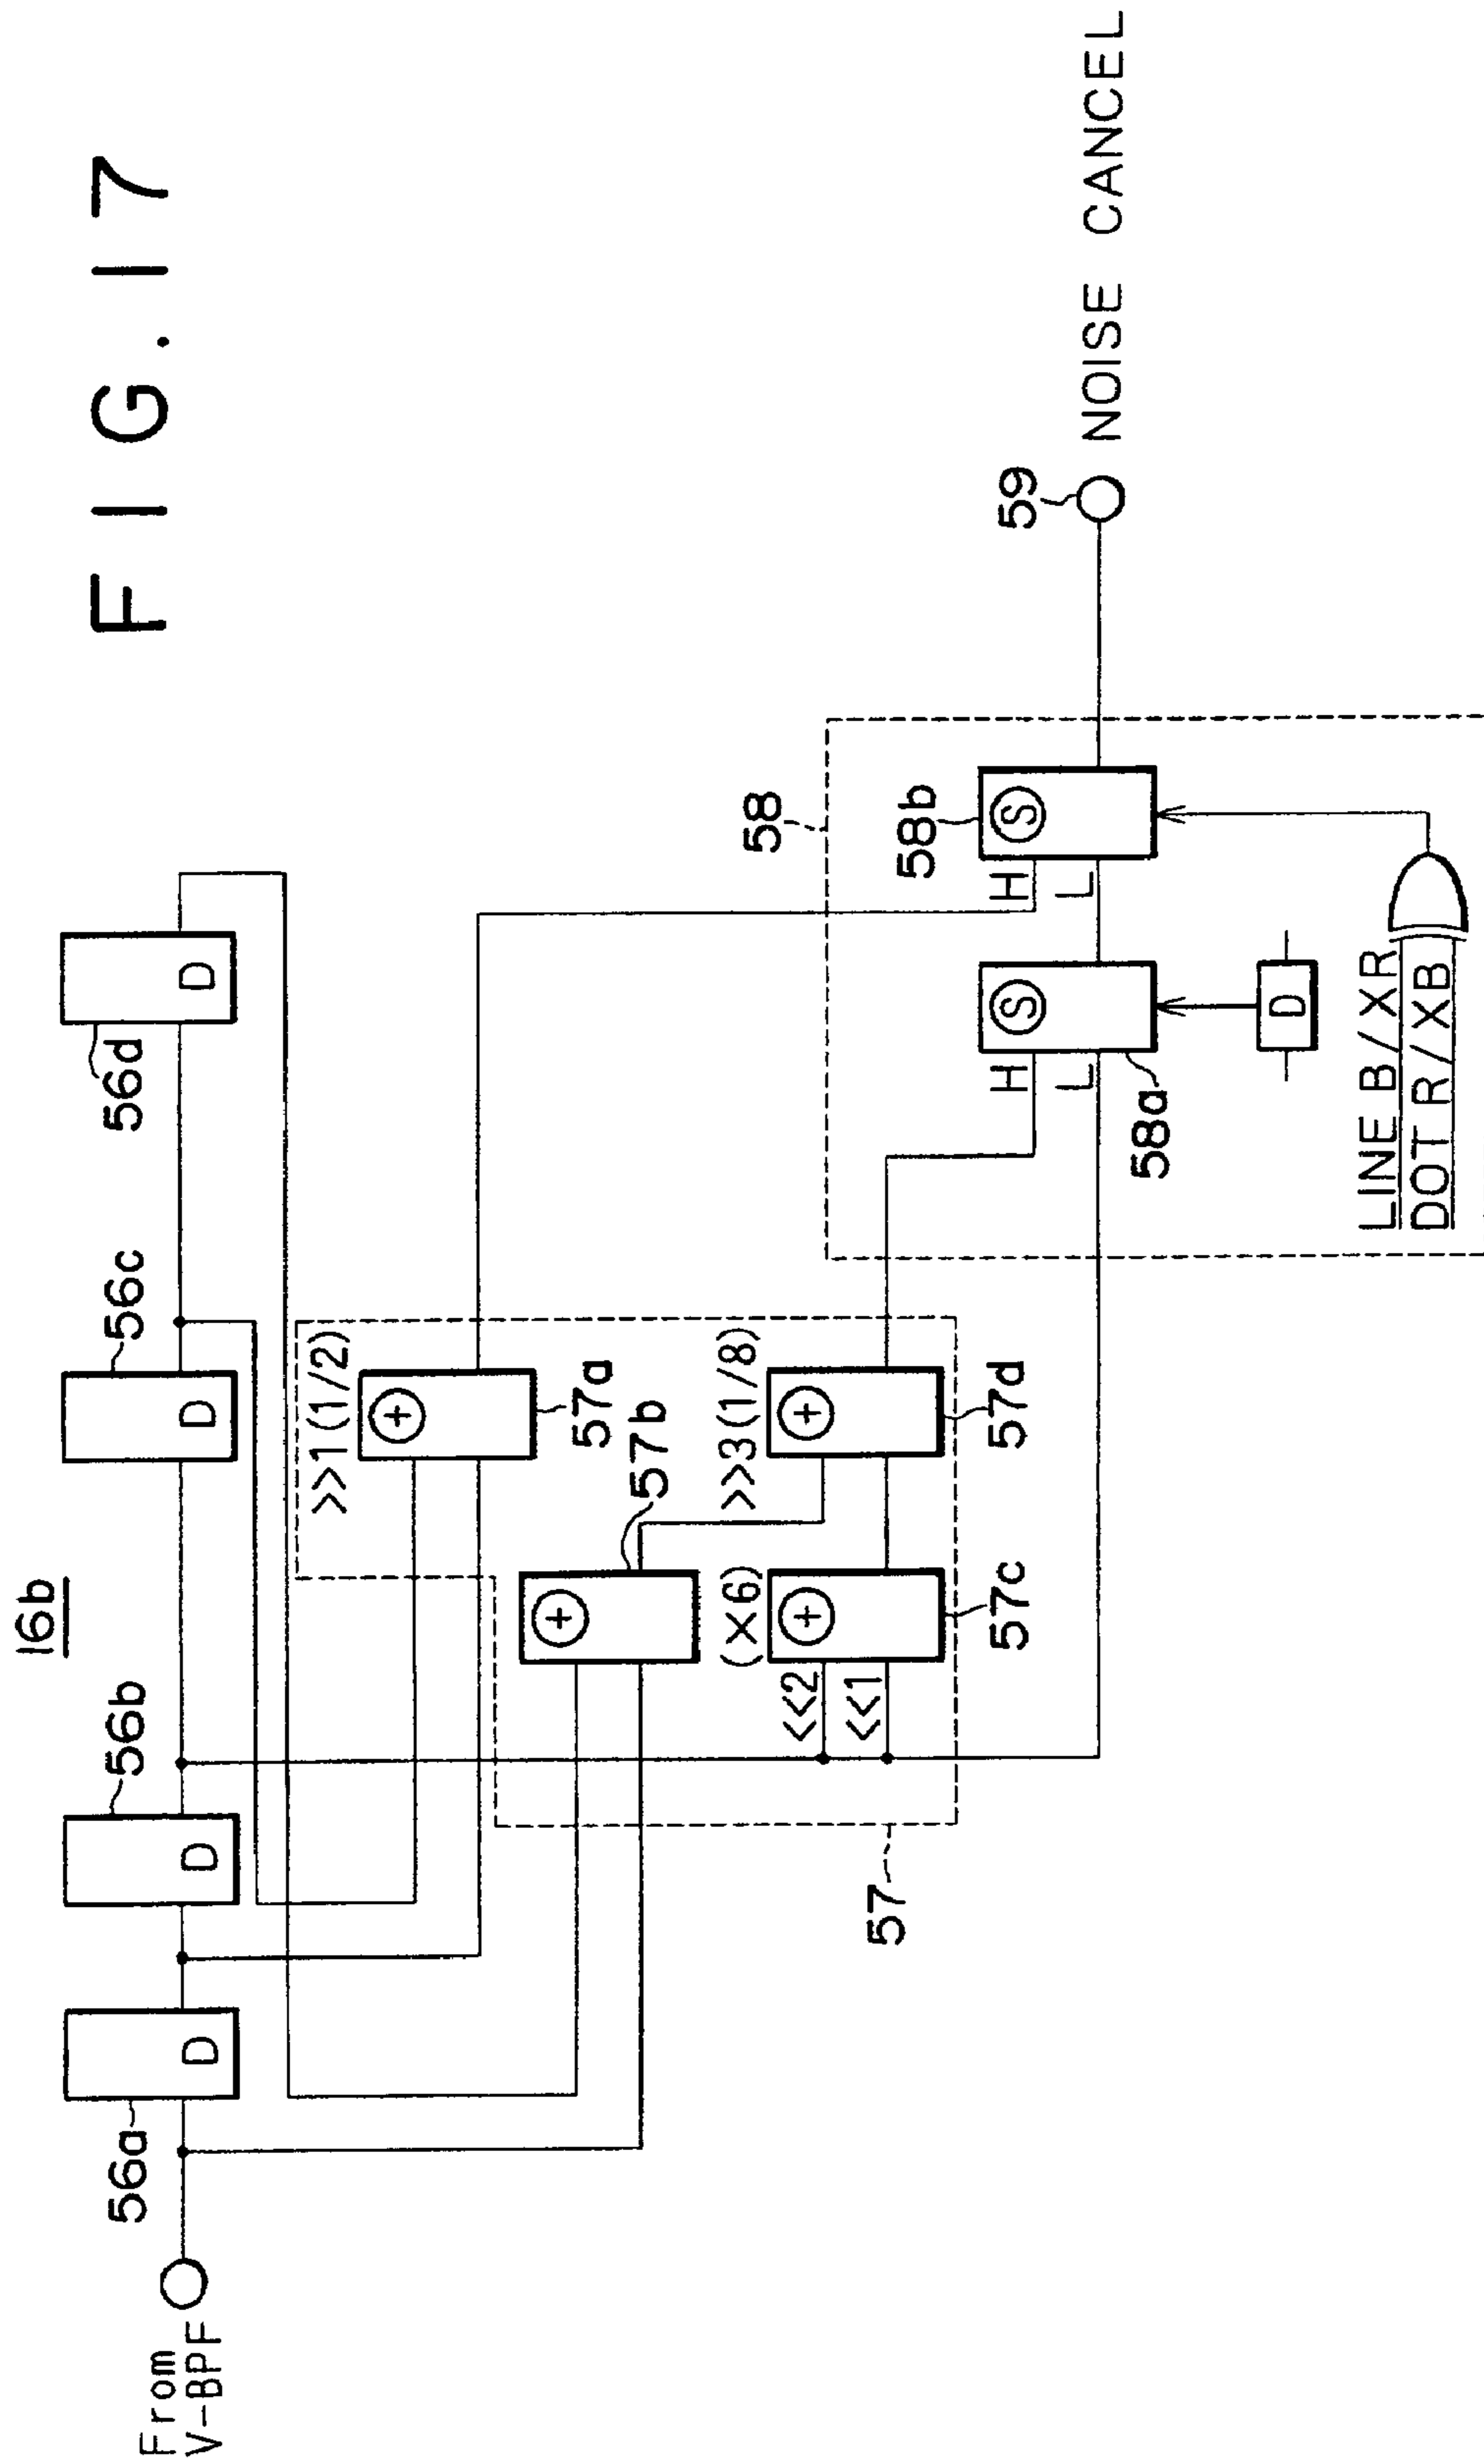 FIG.17
16b
From
V-BPF
56a
D
56b
D
56c
D
56d
D
>>1(1/2)
+
57a
57b
+
>>3(1/8)
+
57d
(×6)
+
57c
<<2
<<1
57
58
58a
S
H
L
58b
S
H
L
D
LINE B/XR
DOT R/XB
59
NOISE CANCEL